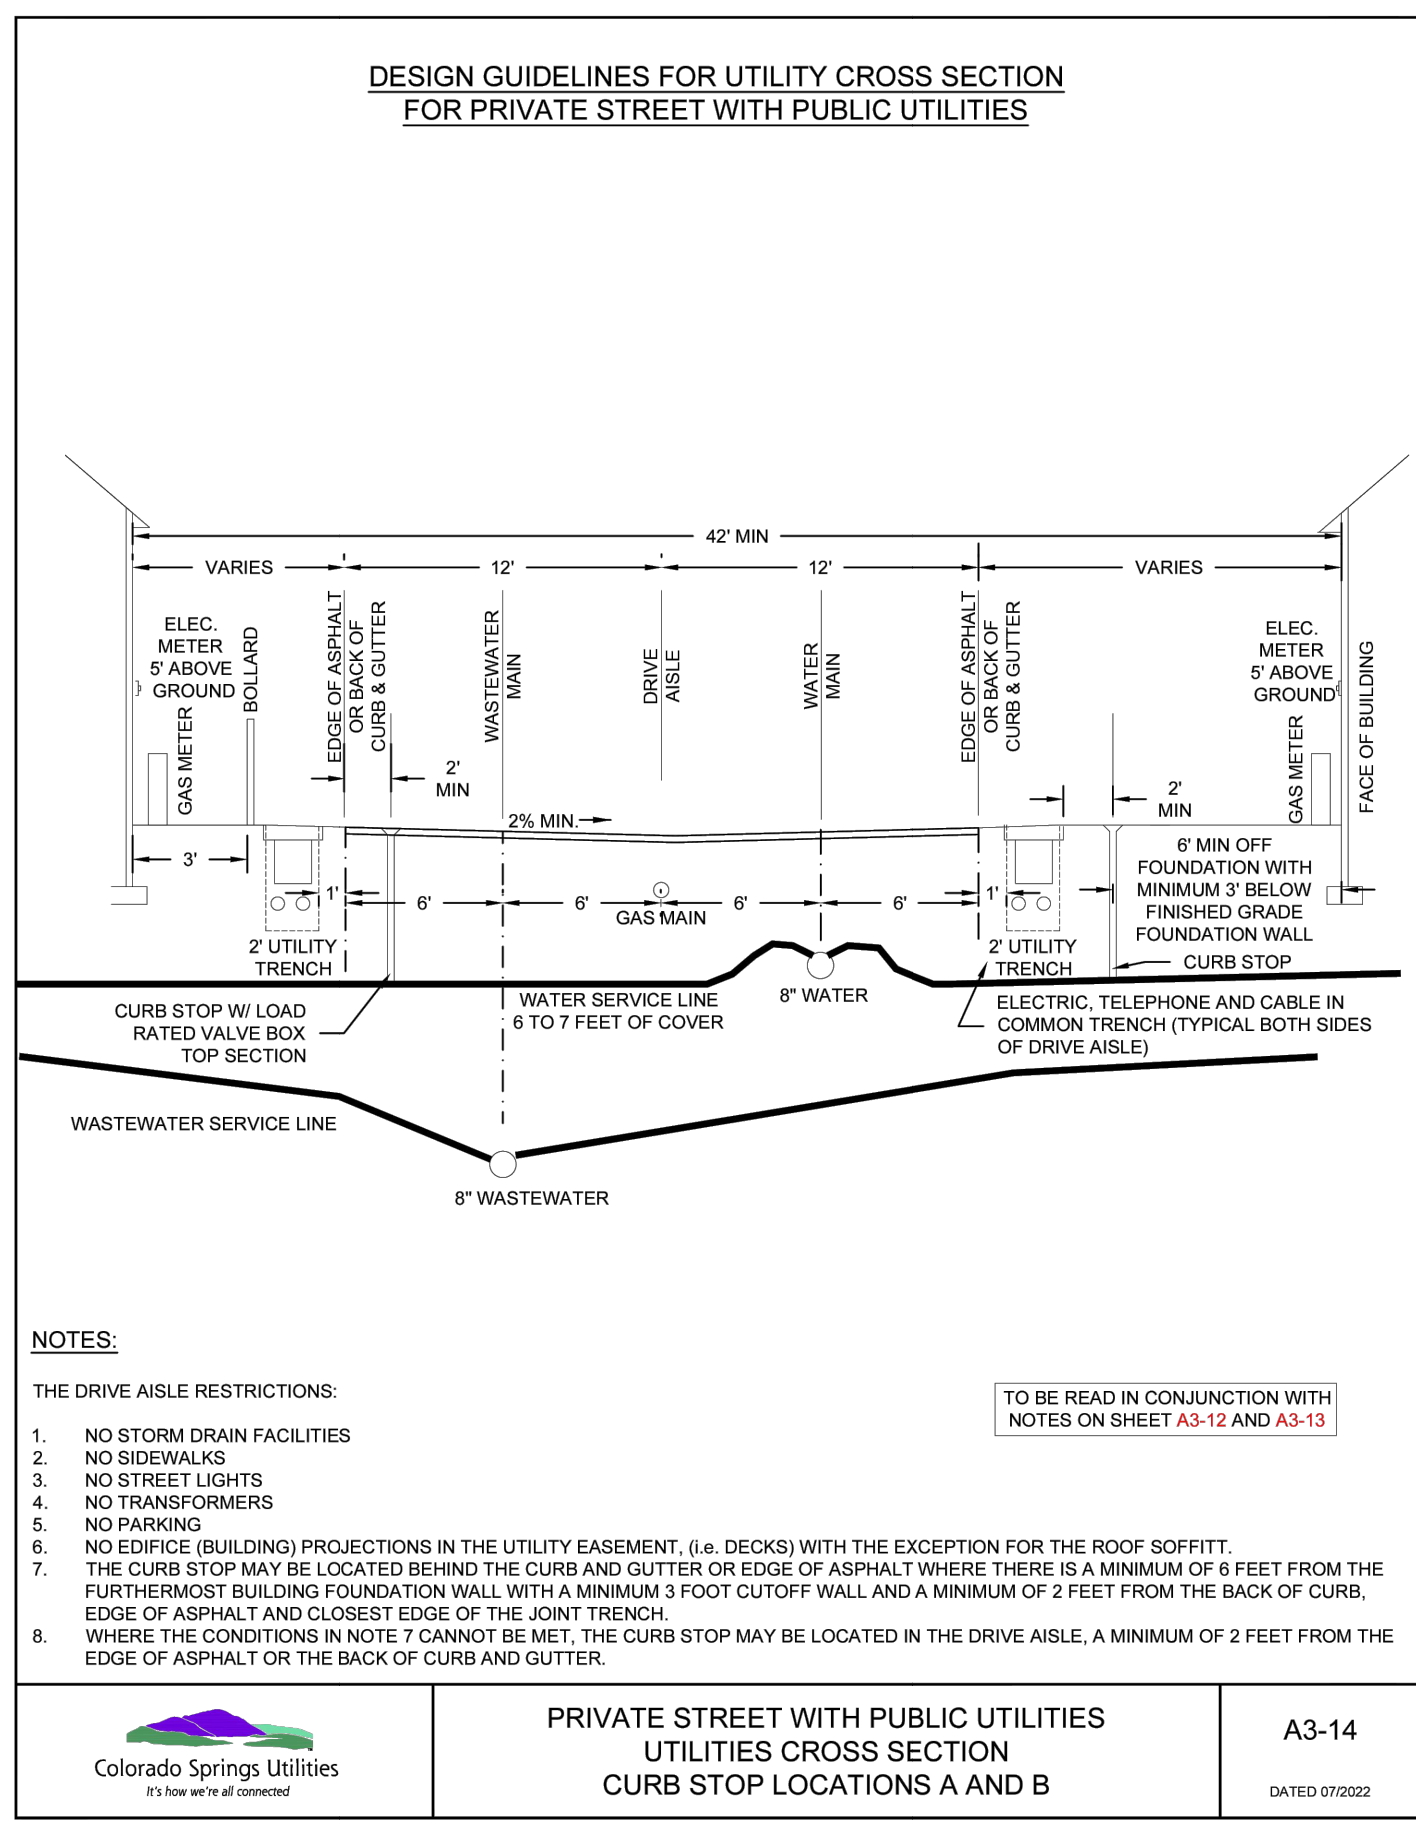 DESIGN GUIDELINES FOR UTILITY CROSS SECTION
FOR PRIVATE STREET WITH PUBLIC UTILITIES
42' MIN
VARIES
12'
12'
VARIES
ELEC.
METER
5' ABOVE
GROUND
BOLLARD
GAS METER
EDGE OF ASPHALT
OR BACK OF
CURB & GUTTER
WASTEWATER
MAIN
DRIVE
AISLE
WATER
MAIN
EDGE OF ASPHALT
OR BACK OF
CURB & GUTTER
ELEC.
METER
5' ABOVE
GROUND
GAS METER
FACE OF BUILDING
2'
MIN
2'
MIN
2% MIN.
3'
1'
6'
6'
GAS MAIN
6'
6'
1'
6' MIN OFF
FOUNDATION WITH
MINIMUM 3' BELOW
FINISHED GRADE
FOUNDATION WALL
2' UTILITY
TRENCH
2' UTILITY
TRENCH
CURB STOP
CURB STOP W/ LOAD
RATED VALVE BOX
TOP SECTION
WATER SERVICE LINE
6 TO 7 FEET OF COVER
8" WATER
ELECTRIC, TELEPHONE AND CABLE IN
COMMON TRENCH (TYPICAL BOTH SIDES
OF DRIVE AISLE)
WASTEWATER SERVICE LINE
8" WASTEWATER
NOTES:
THE DRIVE AISLE RESTRICTIONS:
TO BE READ IN CONJUNCTION WITH
NOTES ON SHEET A3-12 AND A3-13
1. NO STORM DRAIN FACILITIES
2. NO SIDEWALKS
3. NO STREET LIGHTS
4. NO TRANSFORMERS
5. NO PARKING
6. NO EDIFICE (BUILDING) PROJECTIONS IN THE UTILITY EASEMENT, (i.e. DECKS) WITH THE EXCEPTION FOR THE ROOF SOFFITT.
7. THE CURB STOP MAY BE LOCATED BEHIND THE CURB AND GUTTER OR EDGE OF ASPHALT WHERE THERE IS A MINIMUM OF 6 FEET FROM THE
FURTHERMOST BUILDING FOUNDATION WALL WITH A MINIMUM 3 FOOT CUTOFF WALL AND A MINIMUM OF 2 FEET FROM THE BACK OF CURB,
EDGE OF ASPHALT AND CLOSEST EDGE OF THE JOINT TRENCH.
8. WHERE THE CONDITIONS IN NOTE 7 CANNOT BE MET, THE CURB STOP MAY BE LOCATED IN THE DRIVE AISLE, A MINIMUM OF 2 FEET FROM THE
EDGE OF ASPHALT OR THE BACK OF CURB AND GUTTER.
Colorado Springs Utilities
It's how we're all connected
PRIVATE STREET WITH PUBLIC UTILITIES
UTILITIES CROSS SECTION
CURB STOP LOCATIONS A AND B
A3-14
DATED 07/2022